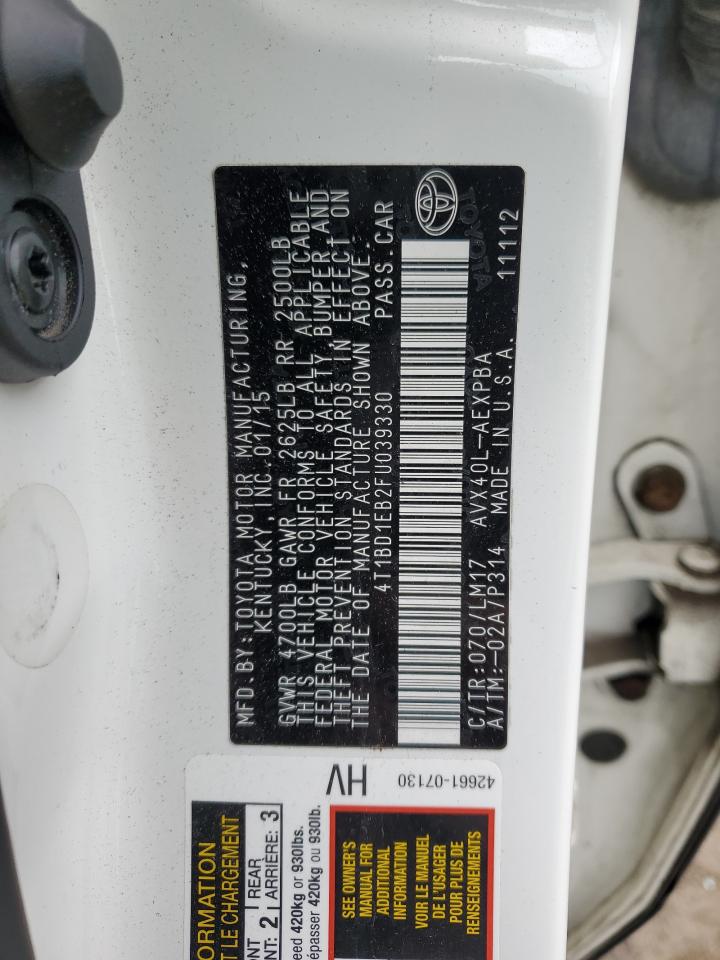 MFD.BY:TOYOTA MOTOR MANUFACTURING,
KENTUCKY, INC.01/15
GVWR 4700LB GAWR FR 2625LB RR 2500LB
THIS VEHICLE CONFORMS TO ALL APPLICABLE
FEDERAL MOTOR VEHICLE SAFETY,BUMPER,AND
THEFT PREVENTION STANDARDS IN EFFECT ON
THE DATE OF MANUFACTURE SHOWN ABOVE.
4T1BD1EB2FU039330 PASS.CAR
TOYOTA
C/TR:070/LM17 AVX40L-AEXPBA
A/TM:-02A/P314 MADE IN U.S.A. 11112
HV
42661-07130
ORMATION
T LE CHARGEMENT
NT: 2 REAR
ARRIÈRE: 3
eed 420kg or 930lbs.
épasser 420kg ou 930lb.
SEE OWNER'S
MANUAL FOR
ADDITIONAL
INFORMATION
VOIR LE MANUEL
DE L'USAGER
POUR PLUS DE
RENSEIGNEMENTS